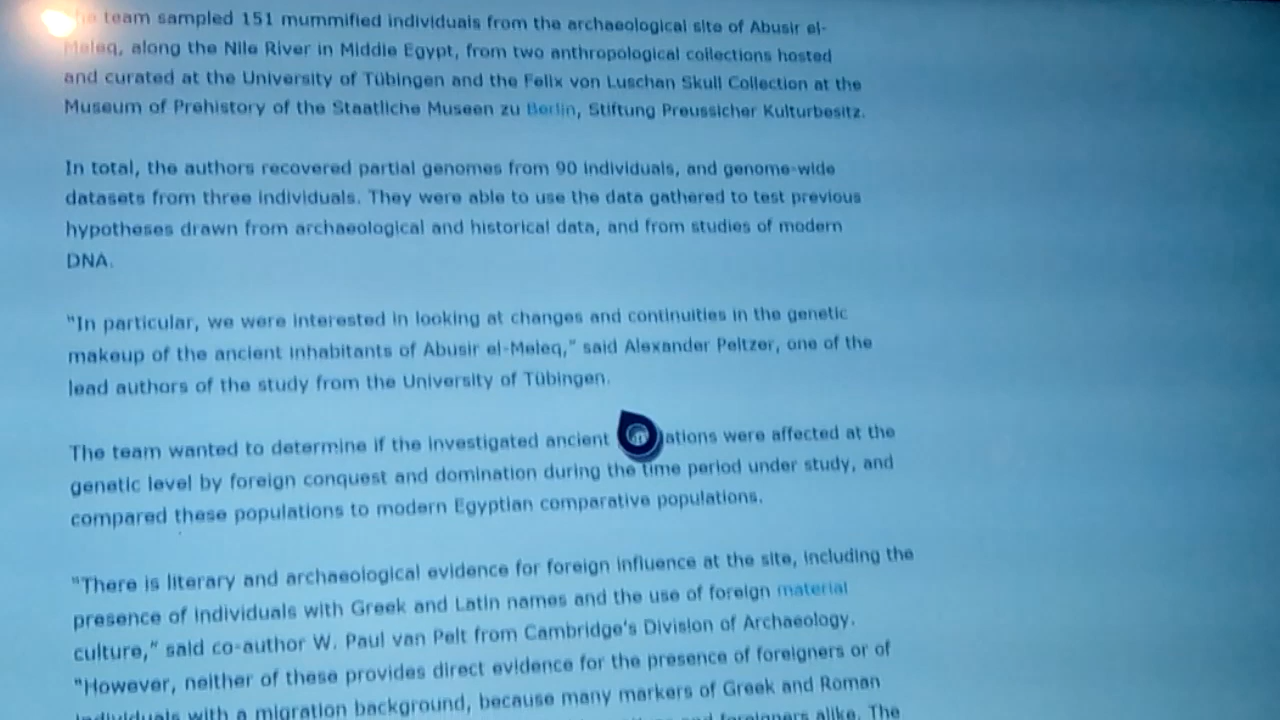 he team sampled 151 mummified individuals from the archaeological site of Abusir el-
Meleq, along the Nile River in Middle Egypt, from two anthropological collections hosted
and curated at the University of Tübingen and the Felix von Luschan Skull Collection at the
Museum of Prehistory of the Staatliche Museen zu Berlin, Stiftung Preussicher Kulturbesitz.
In total, the authors recovered partial genomes from 90 individuals, and genome-wide
datasets from three individuals. They were able to use the data gathered to test previous
hypotheses drawn from archaeological and historical data, and from studies of modern
DNA.
"In particular, we were interested in looking at changes and continuities in the genetic
makeup of the ancient inhabitants of Abusir el-Meleq," said Alexander Peltzer, one of the
lead authors of the study from the University of Tübingen.
The team wanted to determine if the investigated ancient ations were affected at the
genetic level by foreign conquest and domination during the time period under study, and
compared these populations to modern Egyptian comparative populations.
"There is literary and archaeological evidence for foreign influence at the site, including the
presence of individuals with Greek and Latin names and the use of foreign material
culture," said co-author W. Paul van Pelt from Cambridge's Division of Archaeology.
"However, neither of these provides direct evidence for the presence of foreigners or of
individuals with a migration background, because many markers of Greek and Roman
foreigners alike. The